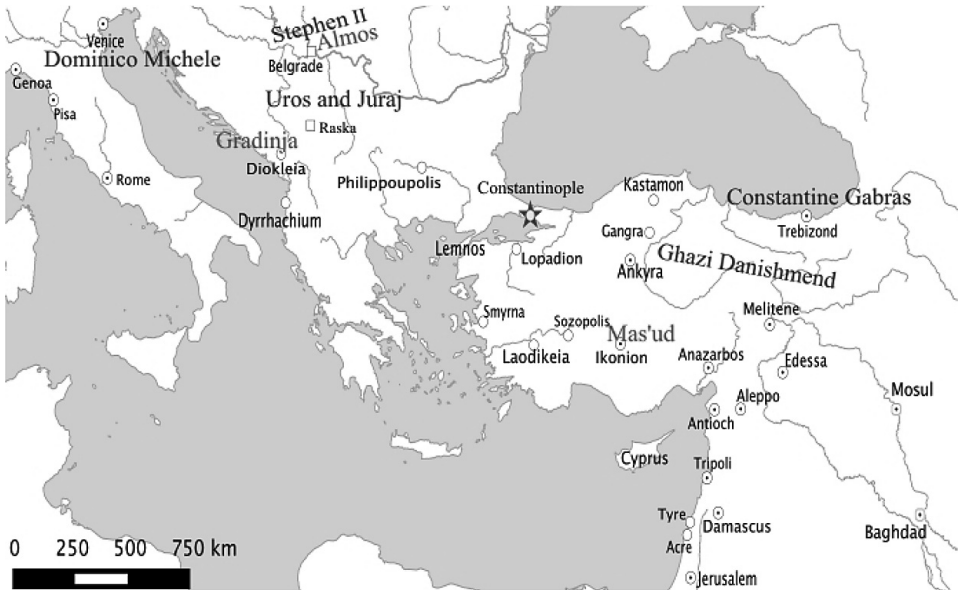 Stephen II
Almos
Venice
Belgrade
Dominico Michele
Genoa
Pisa
Uros and Juraj
Raska
Gradinja
Diokleia
Rome
Philippoupolis
Constantinople
Kastamon
Constantine Gabras
Dyrrhachium
Trebizond
Gangra
Lemnos
Lopadion
Ankyra
Ghazi Danishmend
Melitene
Smyrna
Sozopolis
Mas'ud
Laodikeia
Ikonion
Anazarbos
Edessa
Mosul
Aleppo
Antioch
Cyprus
Tripoli
Tyre
Damascus
Acre
Baghdad
Jerusalem
0 250 500 750 km